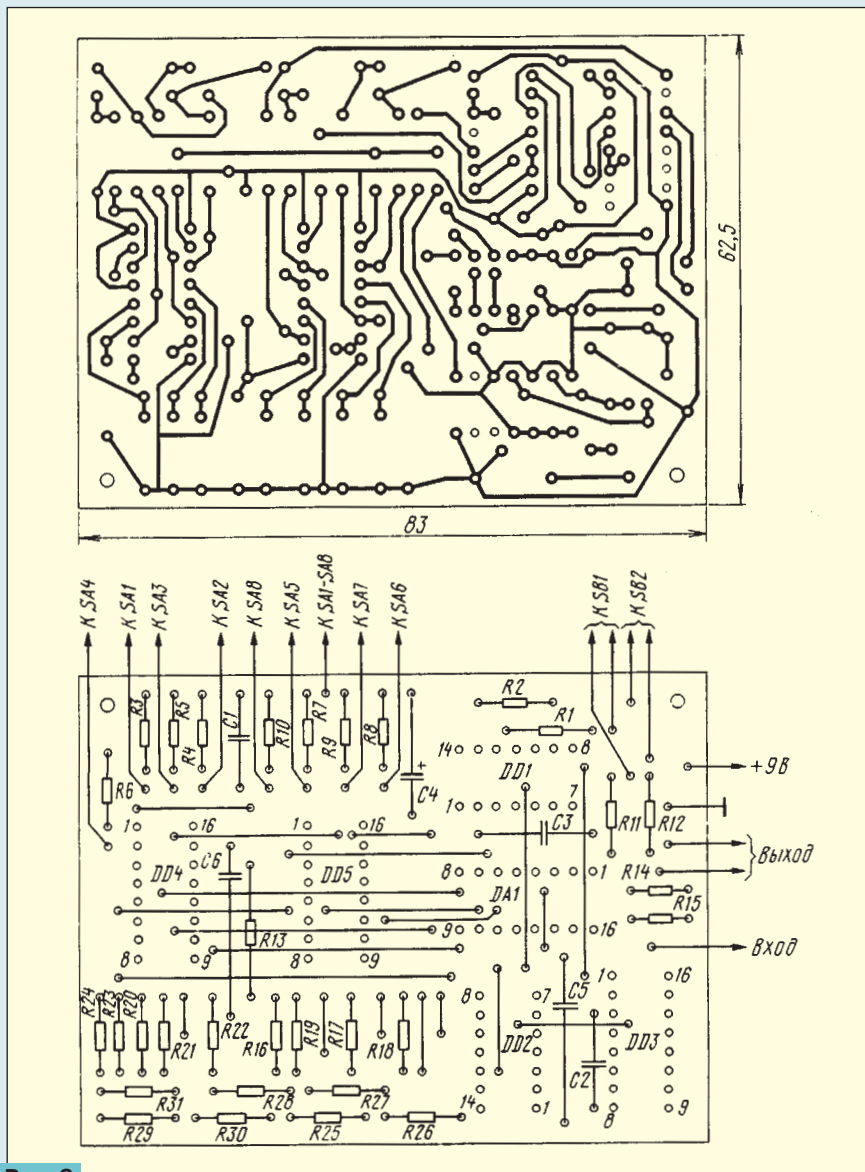 62,5
83
К SA4
К SA1
К SA3
К SA2
К SA8
К SA5
К SA1-SA8
К SA7
К SA6
К SB1
К SB2
R3
R5
R4
C1
R10
R7
R9
R8
C4
+
R2
R1
14
8
DD1
1
7
+9В
R6
R11
R12
C3
Выход
1
16
1
16
C6
DD4
DD5
8
1
R14
DA1
R15
9
16
R13
Вход
8
9
8
9
R24
R23
R20
R21
R22
R16
R19
R17
R18
8
7
C5
1
16
DD2
DD3
C2
R31
R28
R27
14
1
8
9
R29
R30
R25
R26